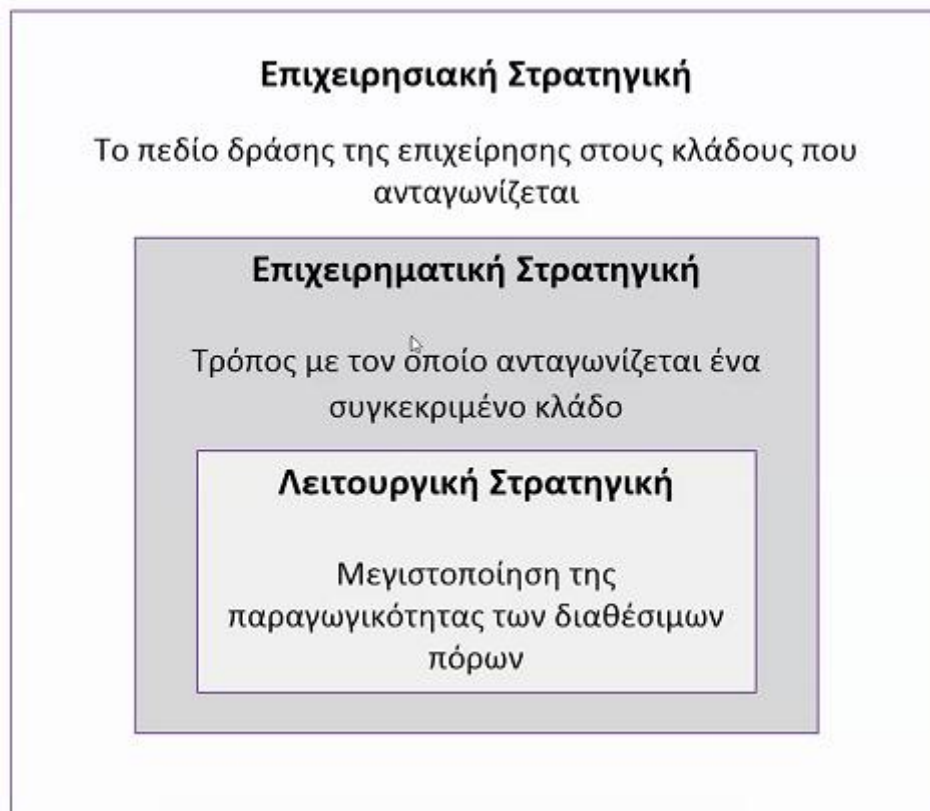 Επιχειρησιακή Στρατηγική
Το πεδίο δράσης της επιχείρησης στους κλάδους που
ανταγωνίζεται
Επιχειρηματική Στρατηγική
Τρόπος με τον οποίο ανταγωνίζεται ένα
συγκεκριμένο κλάδο
Λειτουργική Στρατηγική
Μεγιστοποίηση της
παραγωγικότητας των διαθέσιμων
πόρων